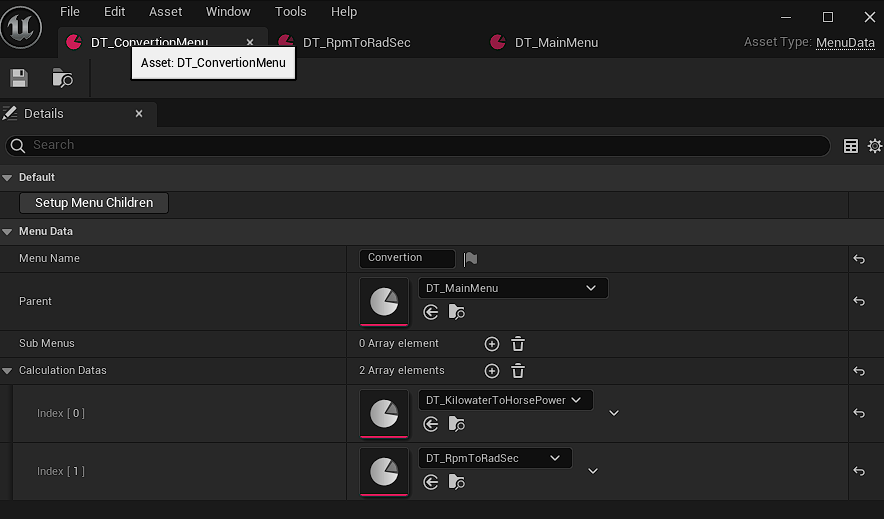 File Edit Asset Window Tools Help
DT_ConvertionMenu DT_RpmToRadSec DT_MainMenu Asset Type: MenuData
Asset: DT_ConvertionMenu
Details
Search
Default
Setup Menu Children
Menu Data
Menu Name Convertion
Parent DT_MainMenu
Sub Menus 0 Array element
Calculation Datas 2 Array elements
Index [ 0 ] DT_KilowaterToHorsePower
Index [ 1 ] DT_RpmToRadSec